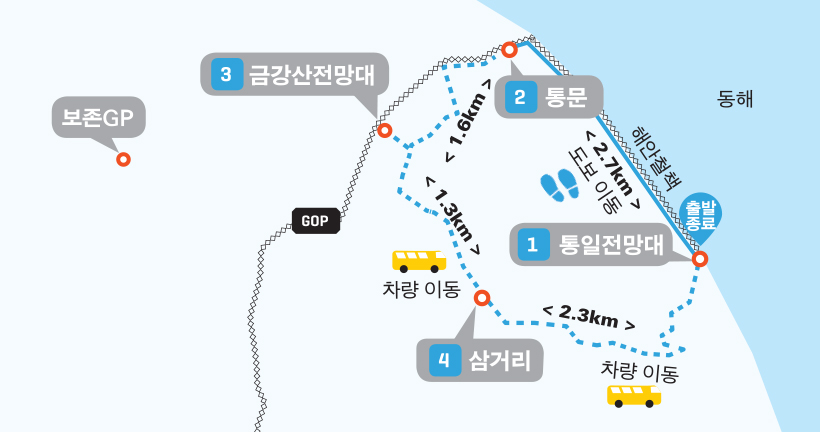 3 금강산전망대
2 통문
동해
보존GP
< 1.6km >
해안철책
< 2.7km >
도보 이동
< 1.3km >
출발
종료
GOP
1 통일전망대
차량 이동
< 2.3km >
4 삼거리
차량 이동